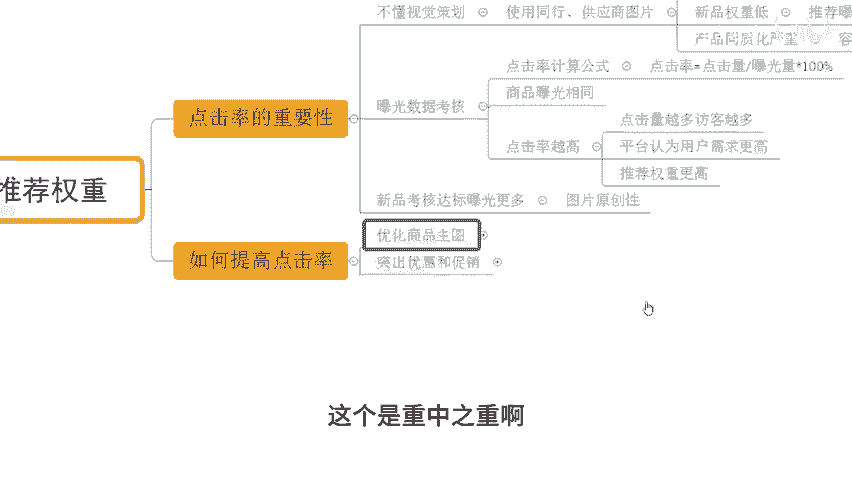 不懂视觉策划 使用同行、供应商图片 新品权重低 推荐曝
产品同质化严重 容
点击率计算公式 点击率=点击量/曝光量*100%
曝光数据考核 商品曝光相同
点击率的重要性
点击量越多访客越多
点击率越高 平台认为用户需求更高
推荐权重更高
推荐权重
新品考核达标曝光更多 图片原创性
优化商品主图
如何提高点击率
突出优惠和促销
这个是重中之重啊